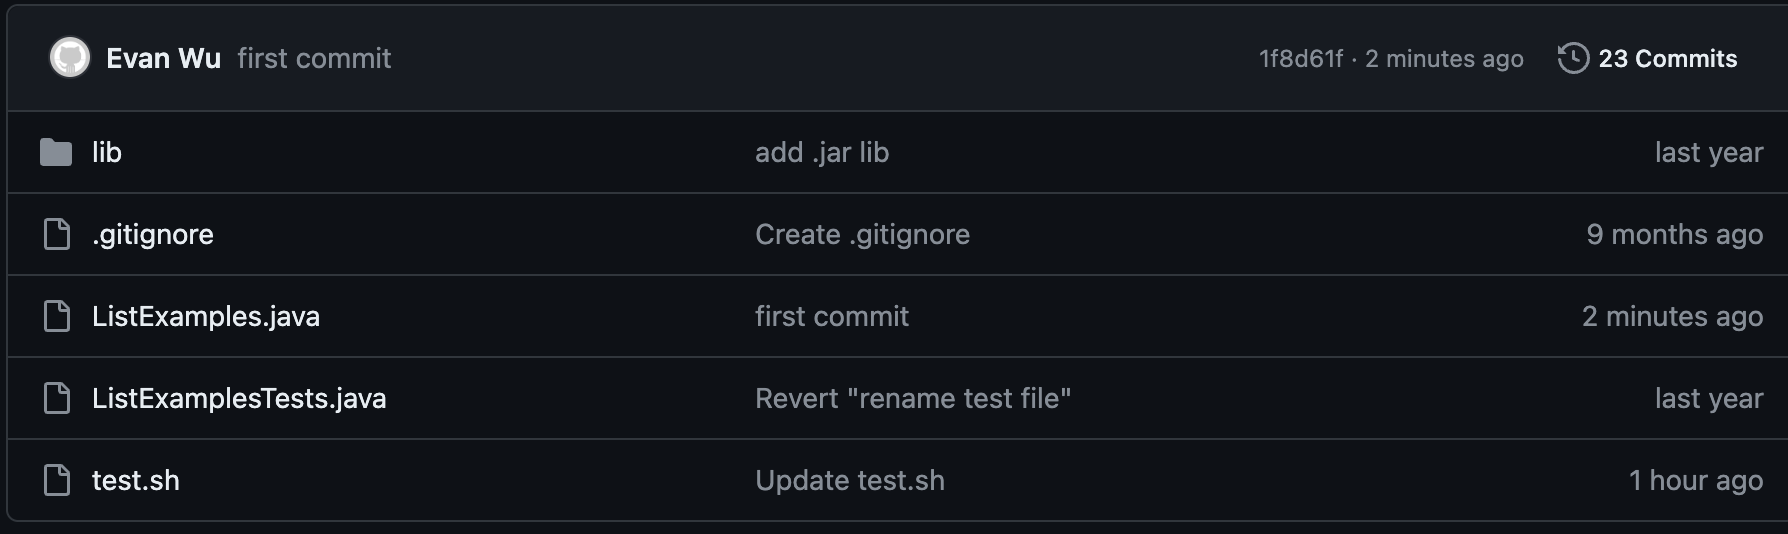 Evan Wu first commit 1f8d61f · 2 minutes ago 23 Commits
lib add .jar lib last year
.gitignore Create .gitignore 9 months ago
ListExamples.java first commit 2 minutes ago
ListExamplesTests.java Revert "rename test file" last year
test.sh Update test.sh 1 hour ago